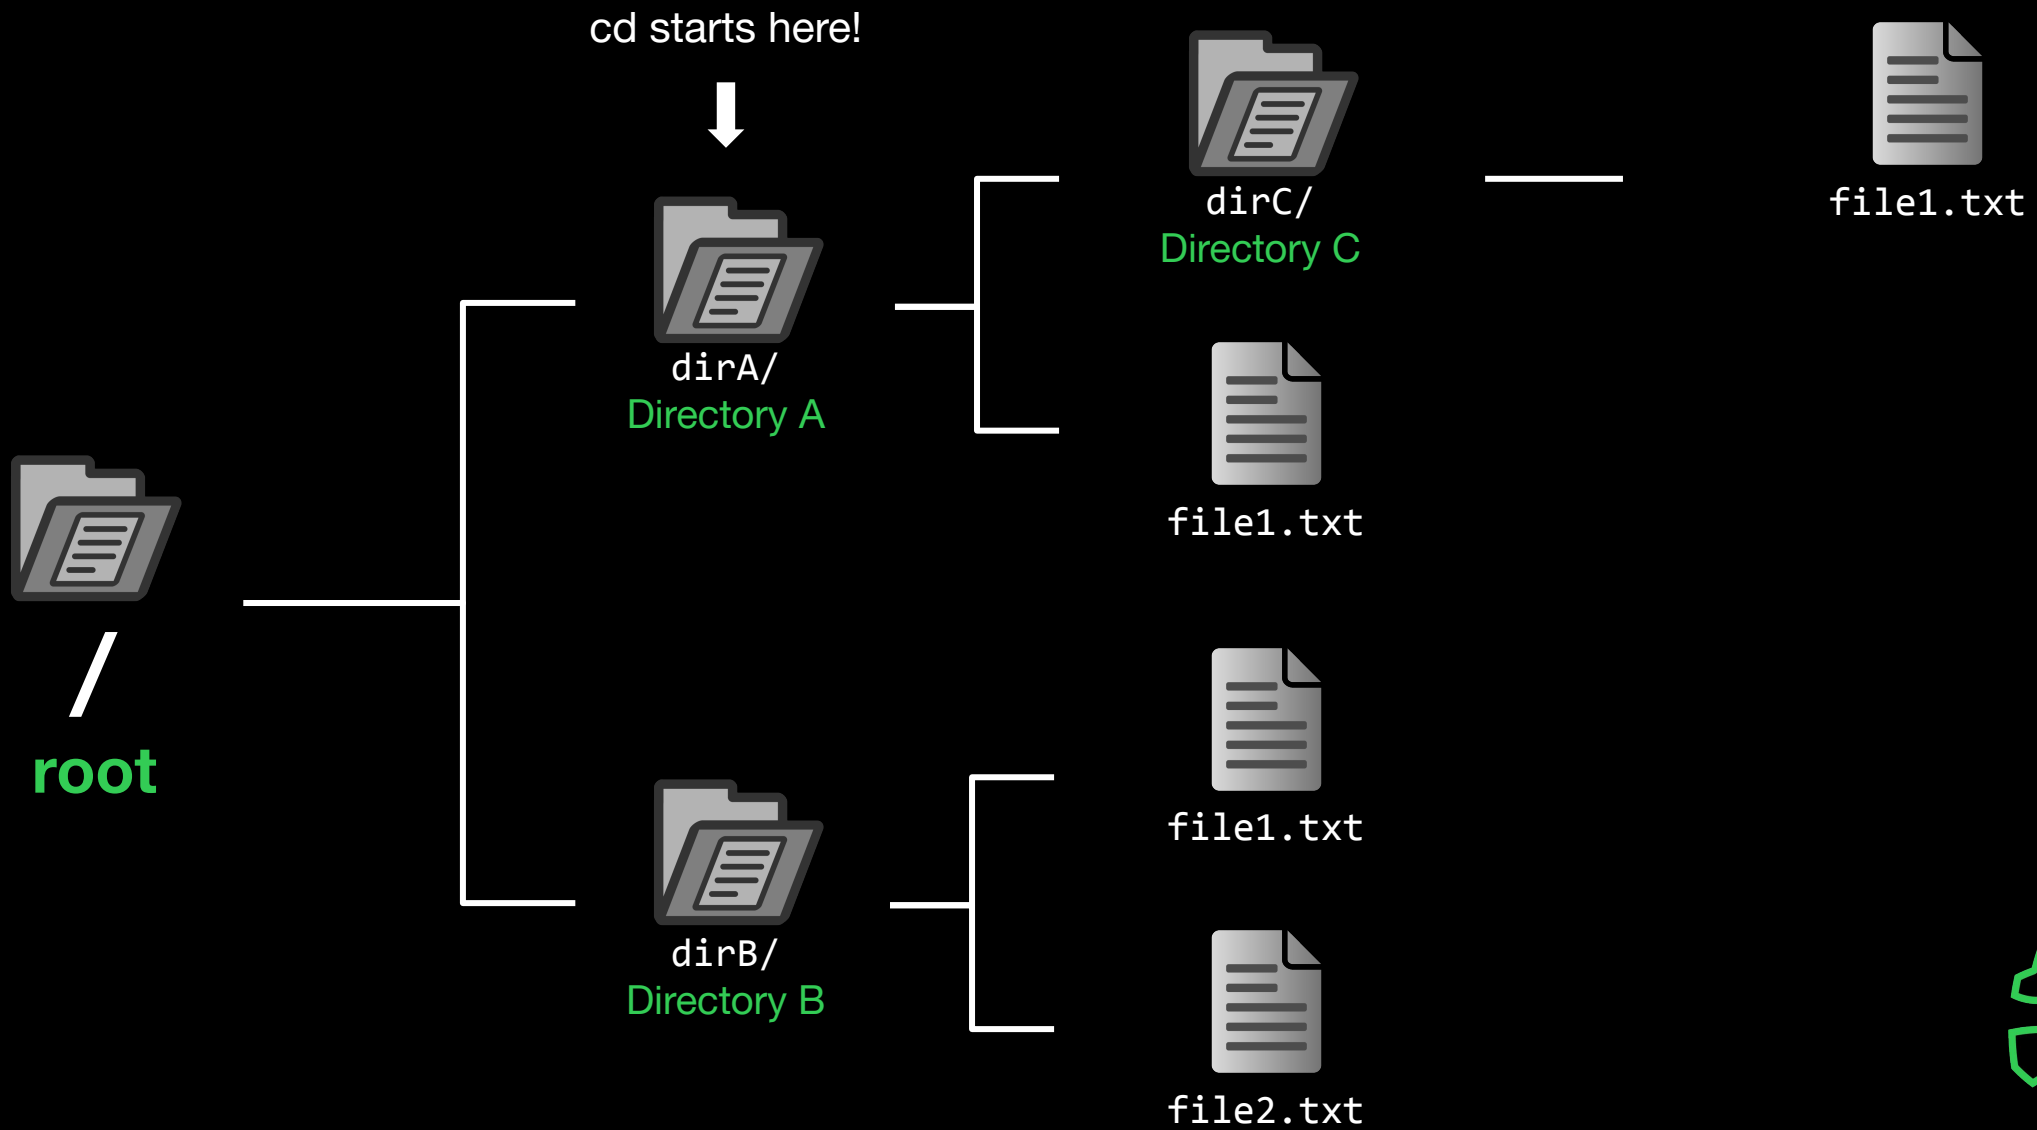 cd starts here!
dirC/
Directory C
file1.txt
dirA/
Directory A
file1.txt
/
root
file1.txt
dirB/
Directory B
file2.txt